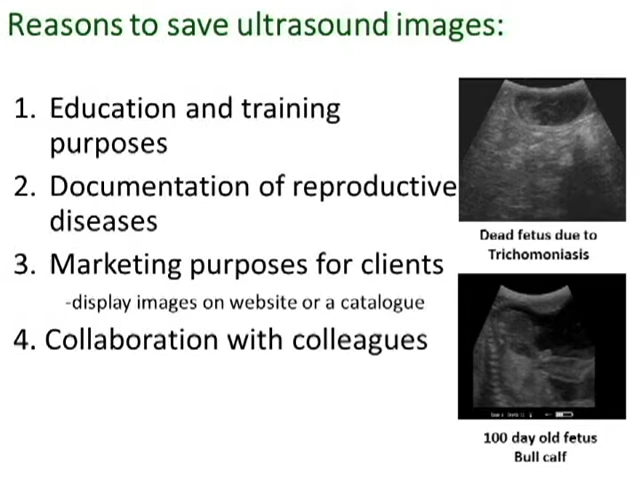 Reasons to save ultrasound images:
1. Education and training
purposes
2. Documentation of reproductive
diseases
3. Marketing purposes for clients
-display images on website or a catalogue
4. Collaboration with colleagues
Dead fetus due to
Trichomoniasis
100 day old fetus
Bull calf